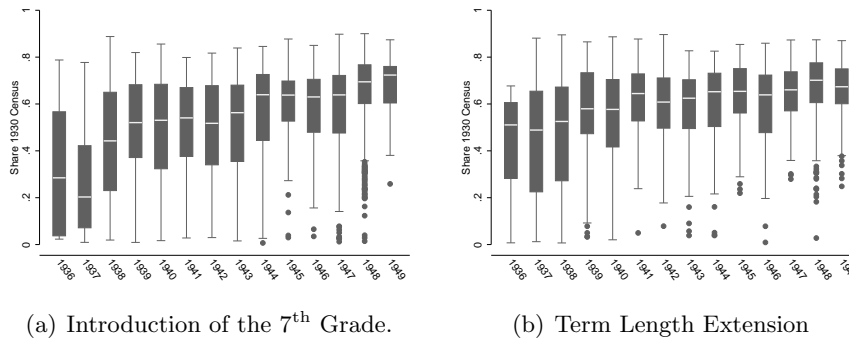 Share 1930 Census
0 .2 .4 .6 .8 1
1936 1937 1938 1939 1940 1941 1942 1943 1944 1945 1946 1947 1948 1949
(a) Introduction of the 7th Grade.
Share 1930 Census
0 .2 .4 .6 .8 1
1936 1937 1938 1939 1940 1941 1942 1943 1944 1945 1946 1947 1948
(b) Term Length Extension